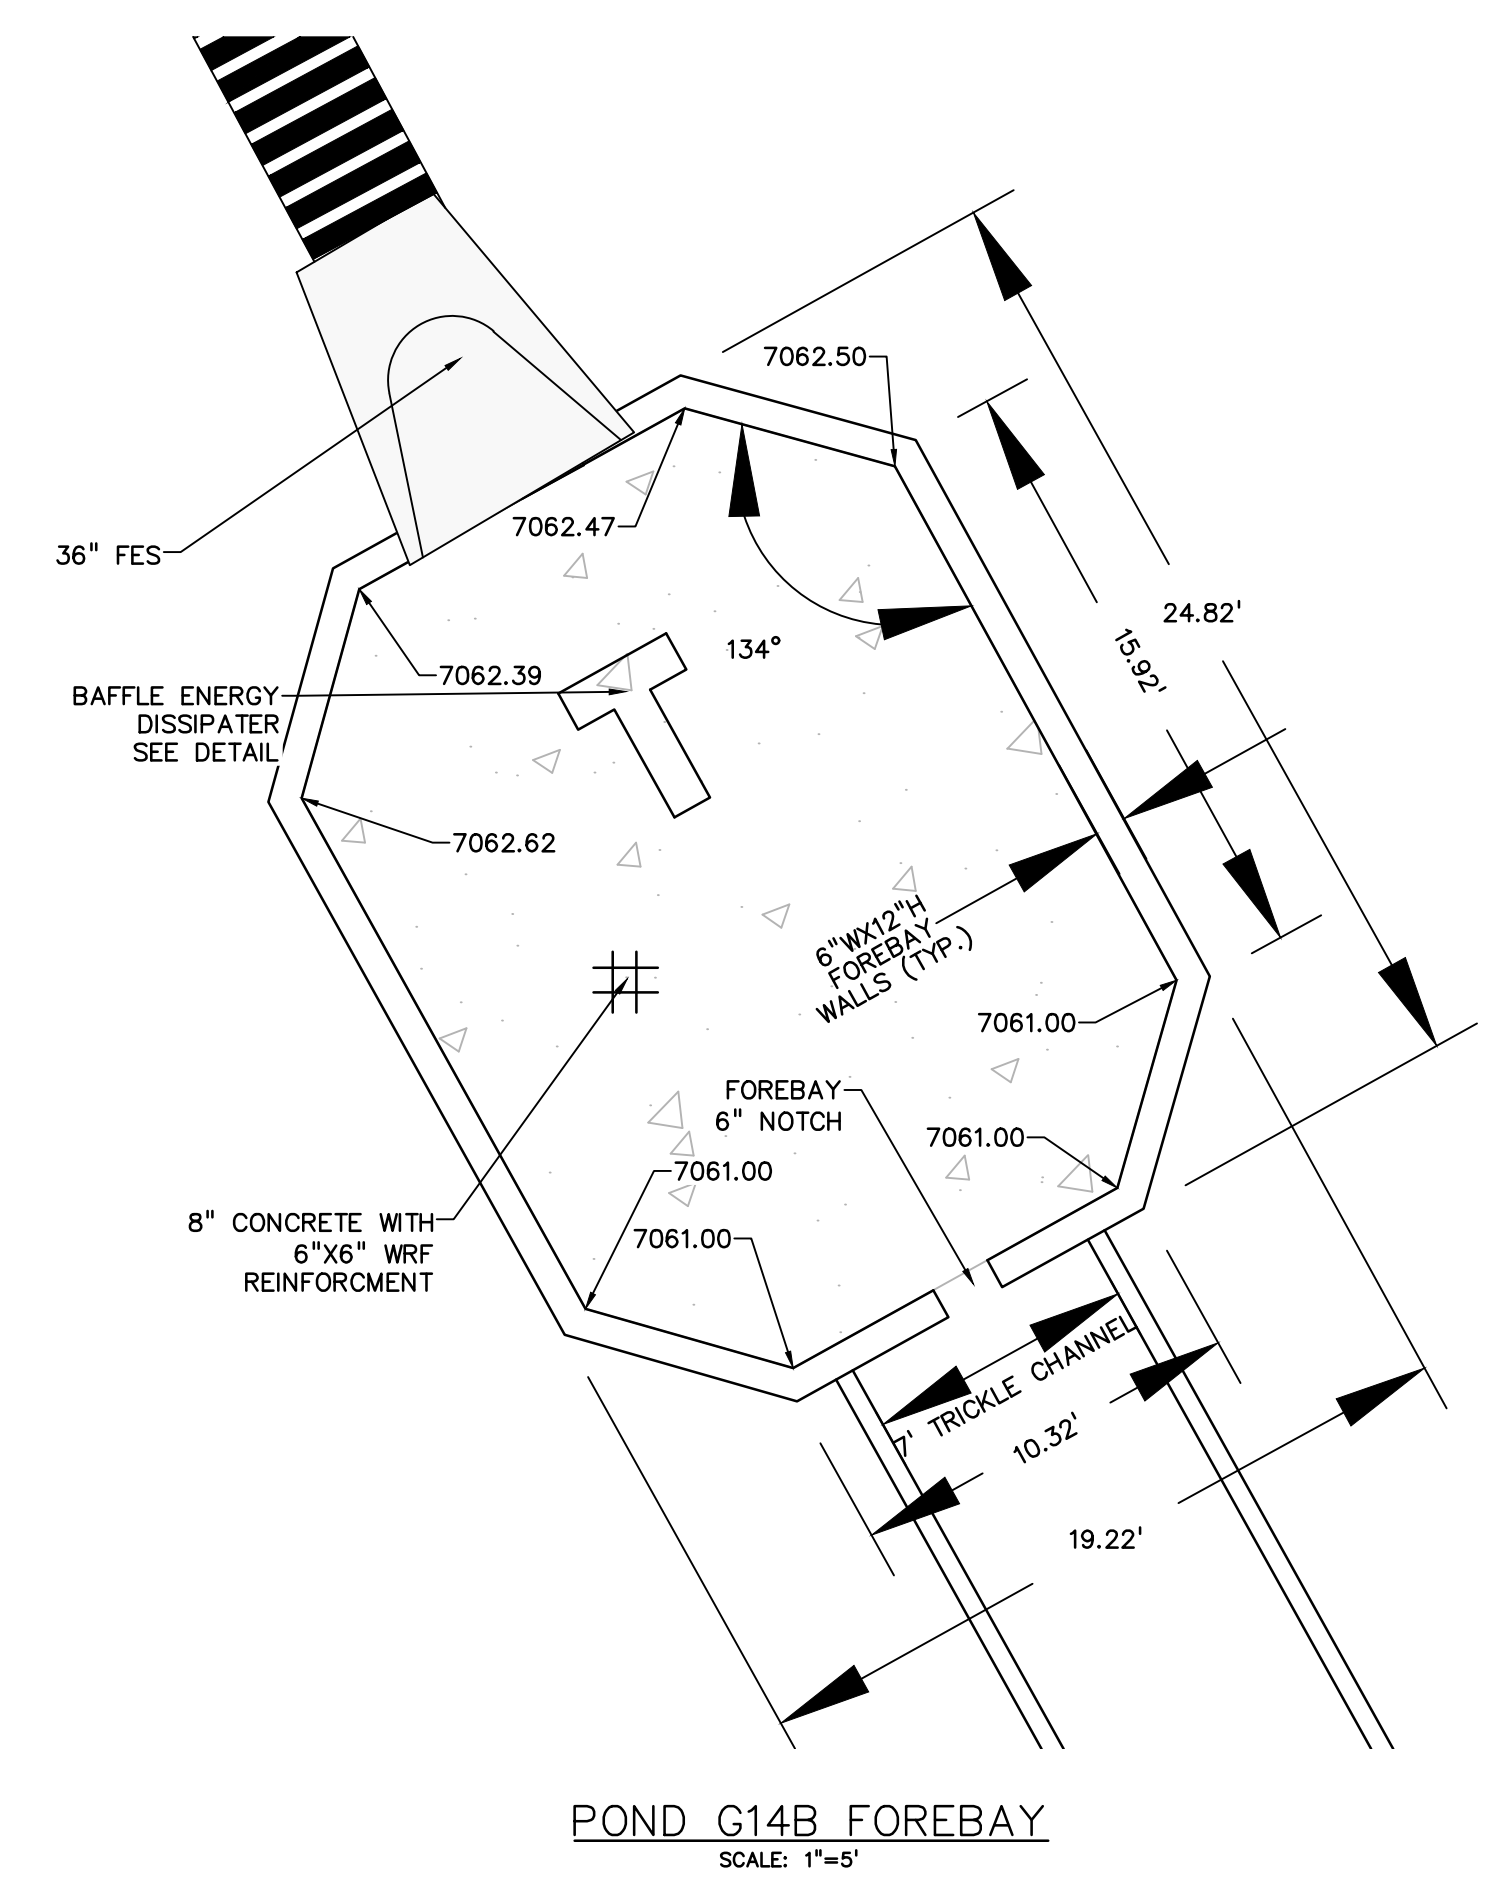 7062.50
24.82'
15.92'
7062.47
36" FES
134°
7062.39
BAFFLE ENERGY
DISSIPATER
SEE DETAIL
7062.62
6"WX12"H
FOREBAY
WALLS (TYP.)
7061.00
FOREBAY
6" NOTCH
7061.00
7061.00
8" CONCRETE WITH
6"X6" WRF
REINFORCMENT
7061.00
7' TRICKLE CHANNEL
10.32'
19.22'
POND G14B FOREBAY
SCALE: 1"=5'